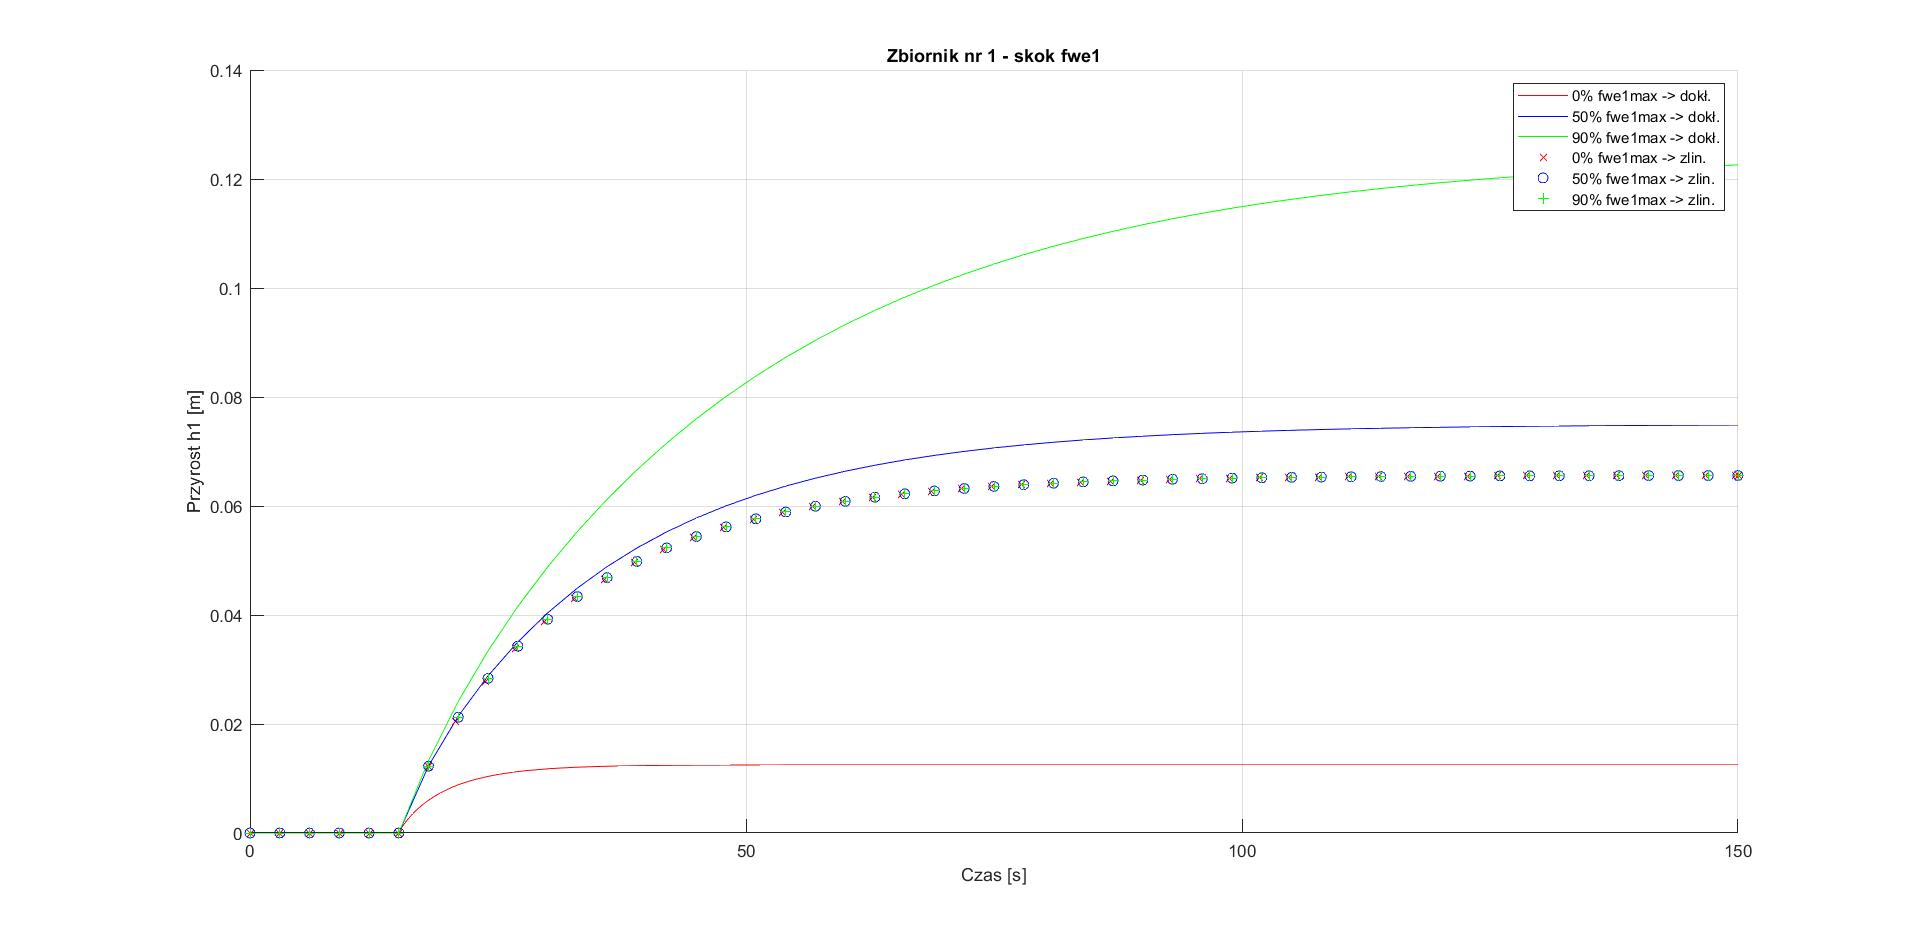 Zbiornik nr 1 - skok fwe1
0.14
0.12
0.1
0.08
0.06
0.04
0.02
0
Przyrost h1 [m]
0% fwe1max -> dokł.
50% fwe1max -> dokł.
90% fwe1max -> dokł.
0% fwe1max -> zlin.
50% fwe1max -> zlin.
90% fwe1max -> zlin.
0 50 100 150
Czas [s]